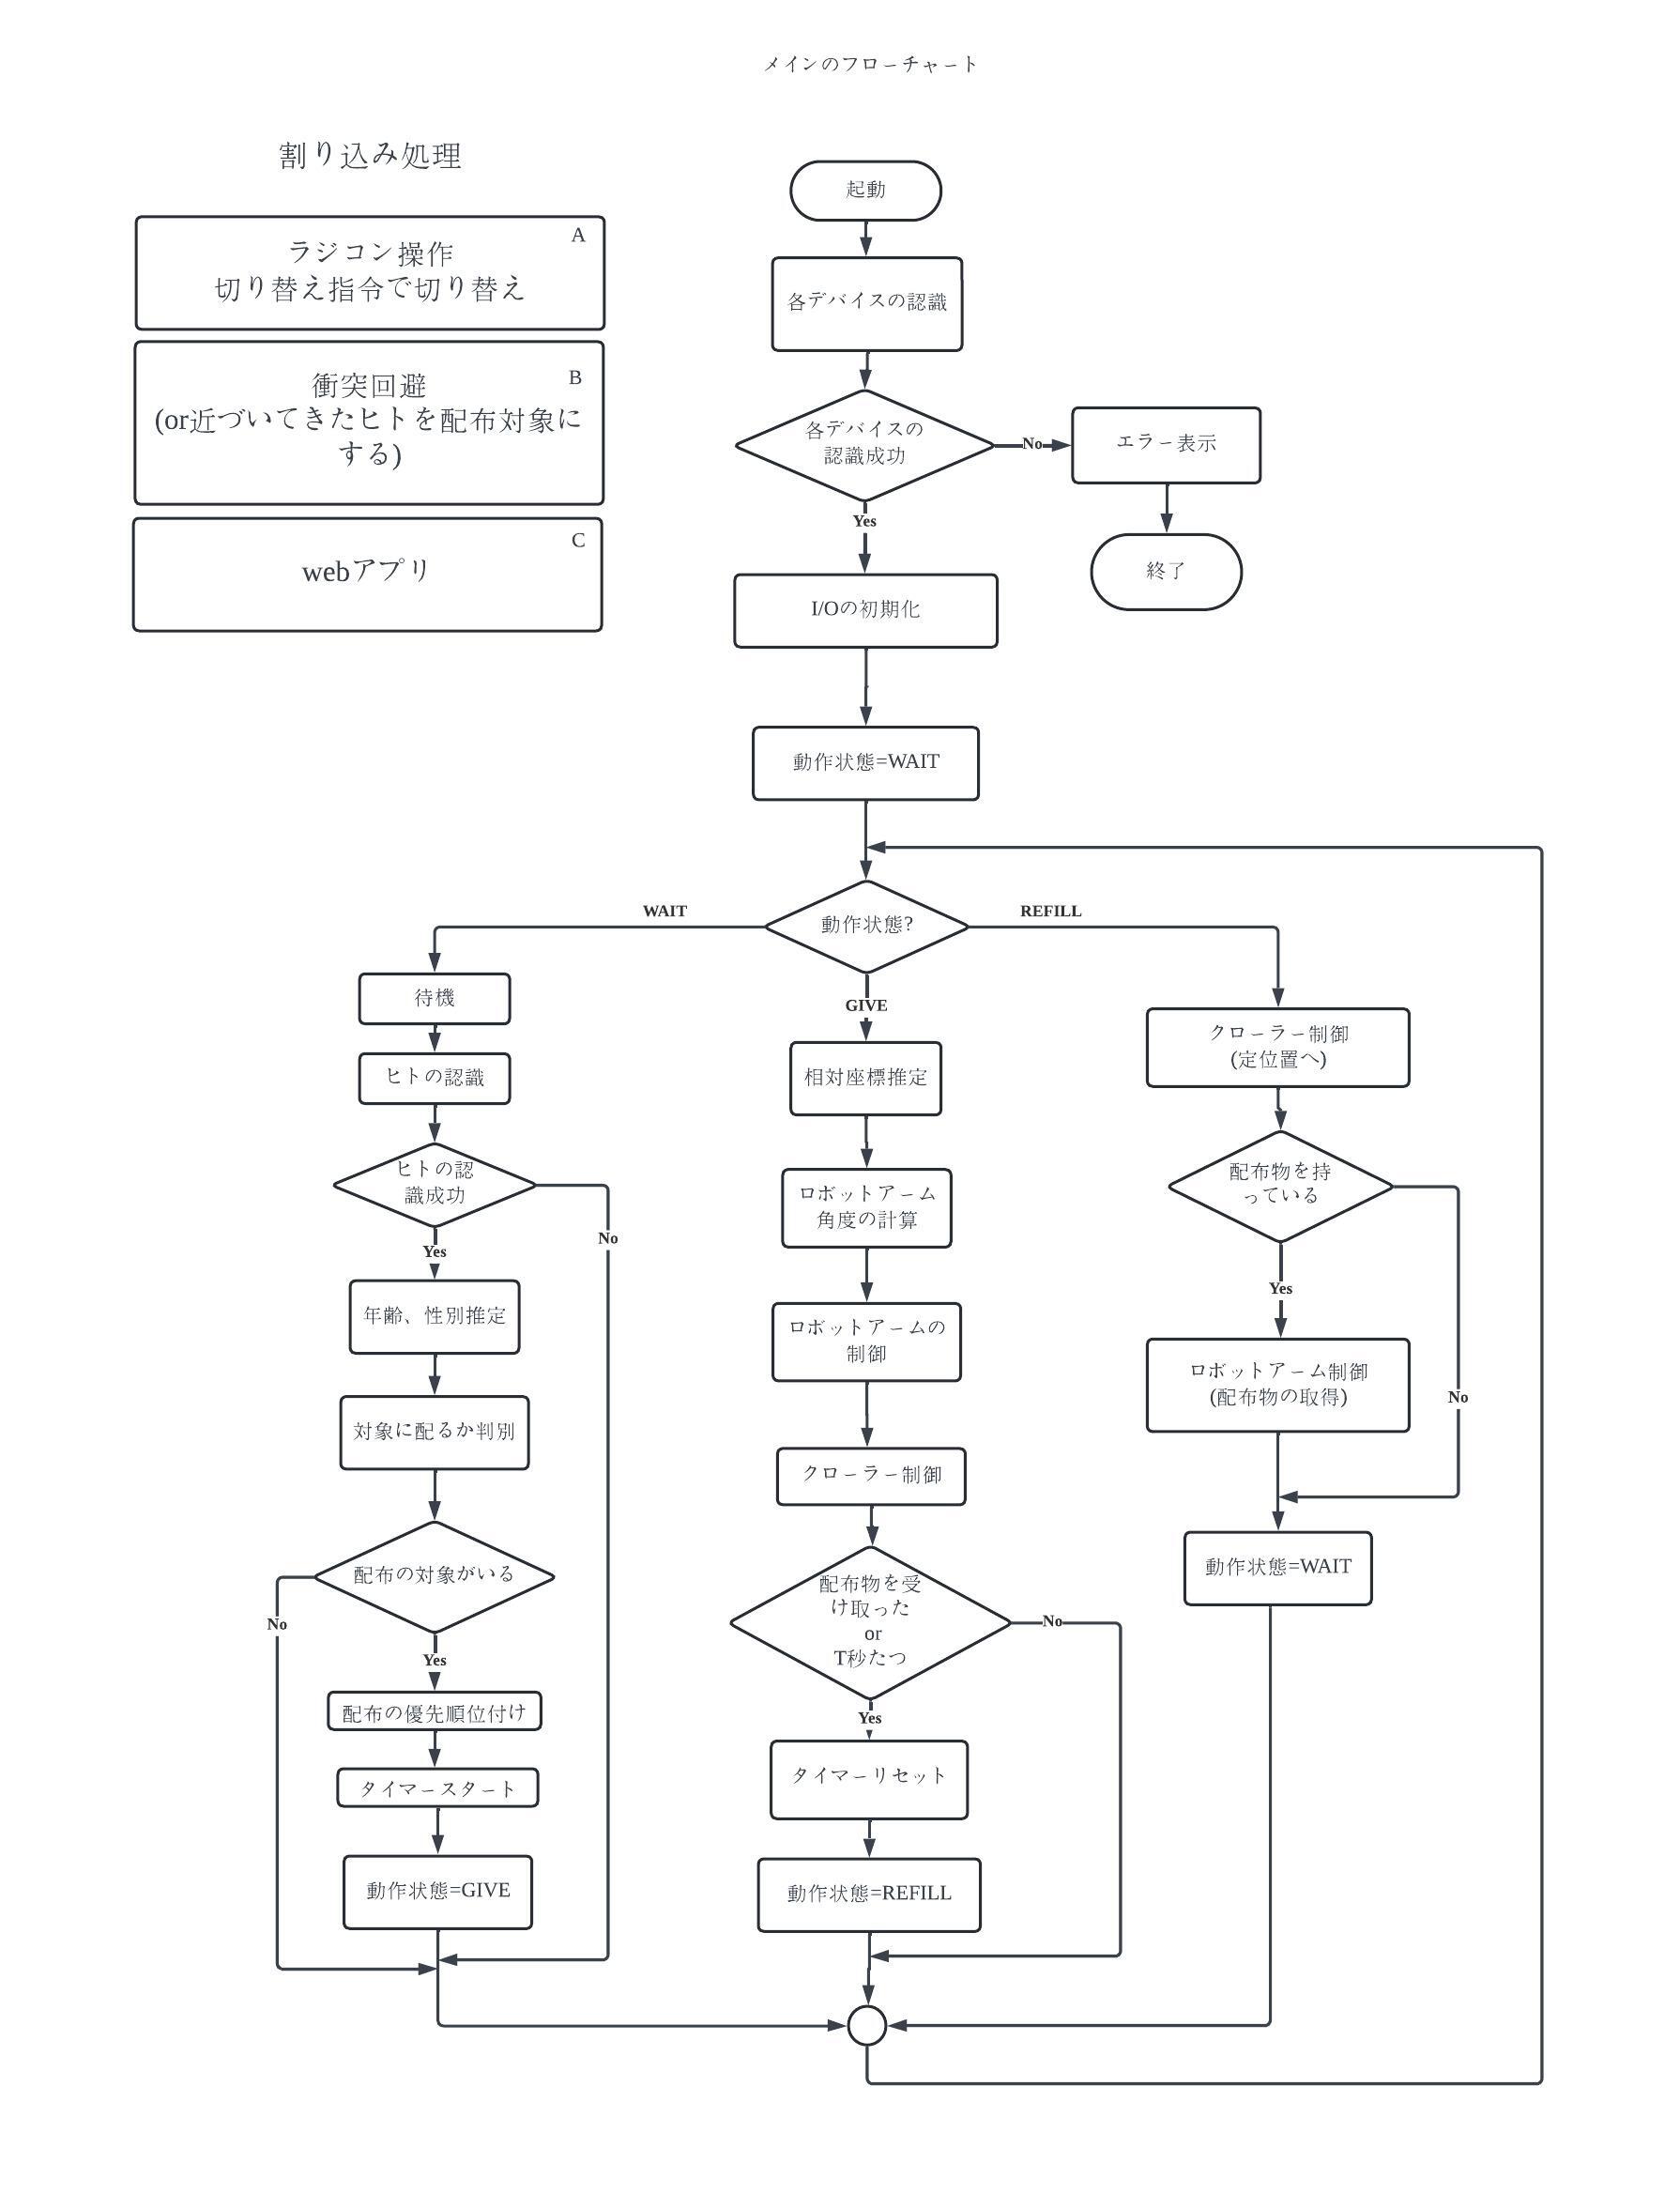 メインのフローチャート
割り込み処理
A
ラジコン操作
切り替え指令で切り替え
B
衝突回避
(or近づいてきたヒトを配布対象に
する)
C
webアプリ
起動
各デバイスの認識
各デバイスの
認識成功
No
エラー表示
終了
Yes
I/Oの初期化
動作状態=WAIT
動作状態?
WAIT
待機
ヒトの認識
ヒトの認
識成功
No
Yes
年齢、性別推定
対象に配るか判別
配布の対象がいる
No
Yes
配布の優先順位付け
タイマースタート
動作状態=GIVE
GIVE
相対座標推定
ロボットアーム
角度の計算
ロボットアームの
制御
クローラー制御
配布物を受
け取った
or
T秒たつ
No
Yes
タイマーリセット
動作状態=REFILL
REFILL
クローラー制御
(定位置へ)
配布物を持
っている
Yes
No
ロボットアーム制御
(配布物の取得)
動作状態=WAIT